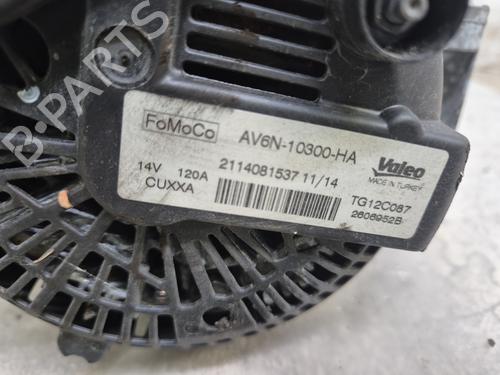 B-PARTS
FoMoCo AV6N-10300-HA Valeo
MADE IN TURKEY
14V 120A 2114081537 11/14 TG12C087
CUXXA 2606952B